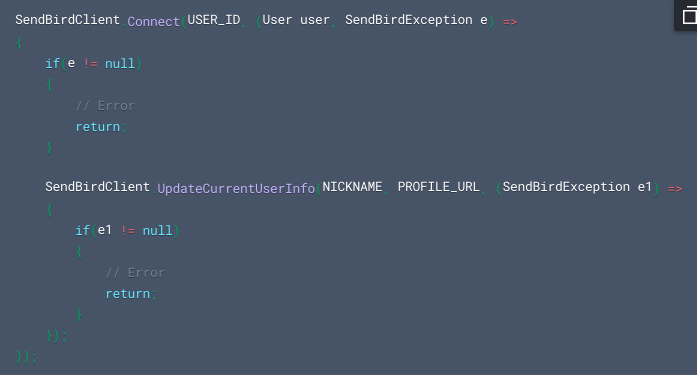 SendBirdClient.Connect(USER_ID, (User user, SendBirdException e) =>
{
if(e != null)
{
// Error
return;
}
SendBirdClient.UpdateCurrentUserInfo(NICKNAME, PROFILE_URL, (SendBirdException e1) =>
{
if(e1 != null)
{
// Error
return;
}
});
});